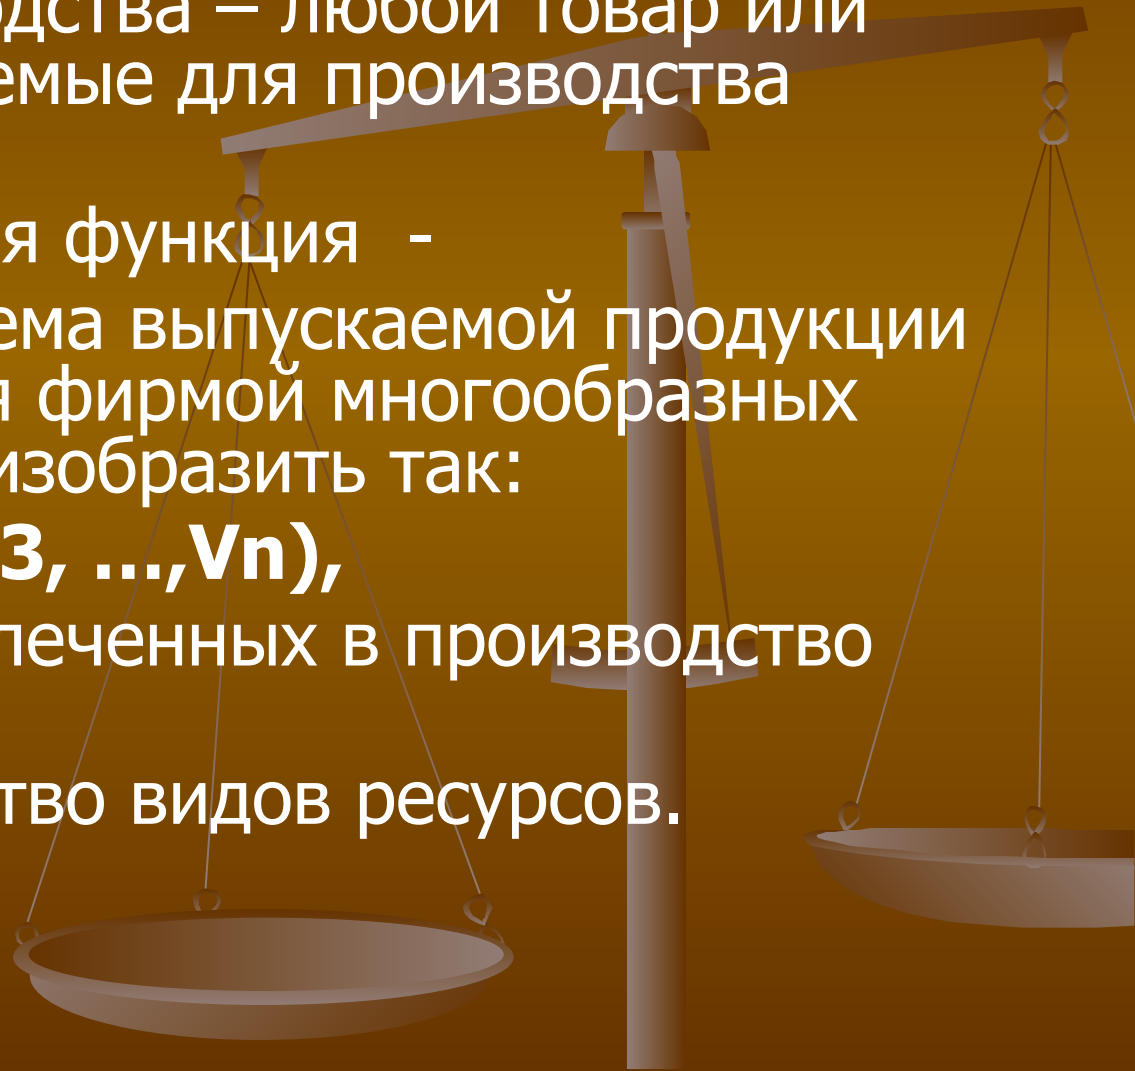 одства – любой товар или
емые для производства
я функция -
ема выпускаемой продукции
я фирмой многообразных
изобразить так:
3, …,Vn),
леченных в производство
тво видов ресурсов.